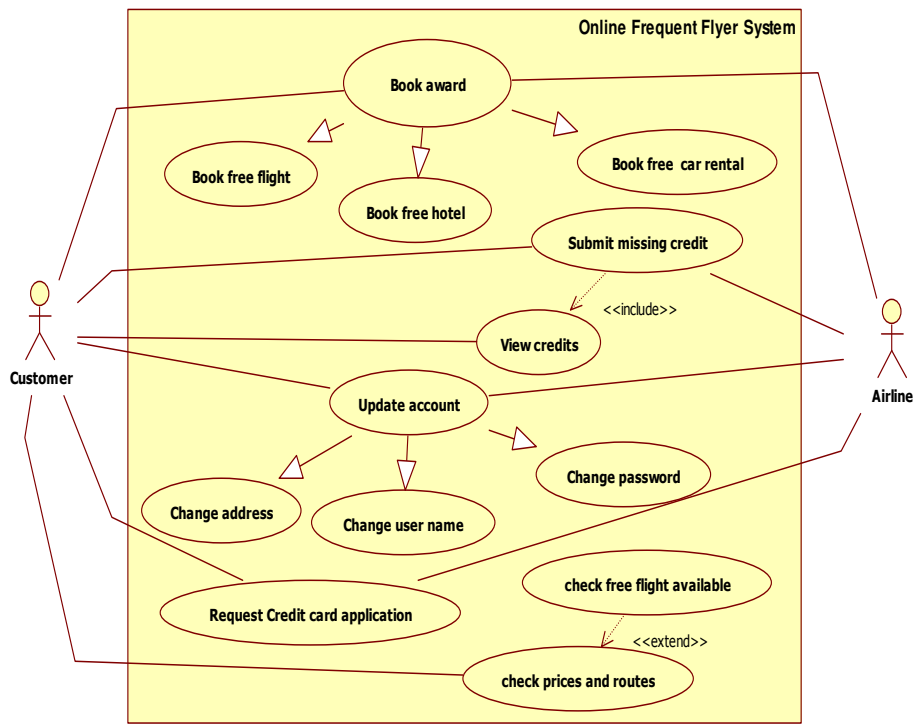 Online Frequent Flyer System
Book award
Book free flight
Book free car rental
Book free hotel
Submit missing credit
<<include>>
View credits
Customer
Airline
Update account
Change password
Change address
Change user name
check free flight available
Request Credit card application
<<extend>>
check prices and routes